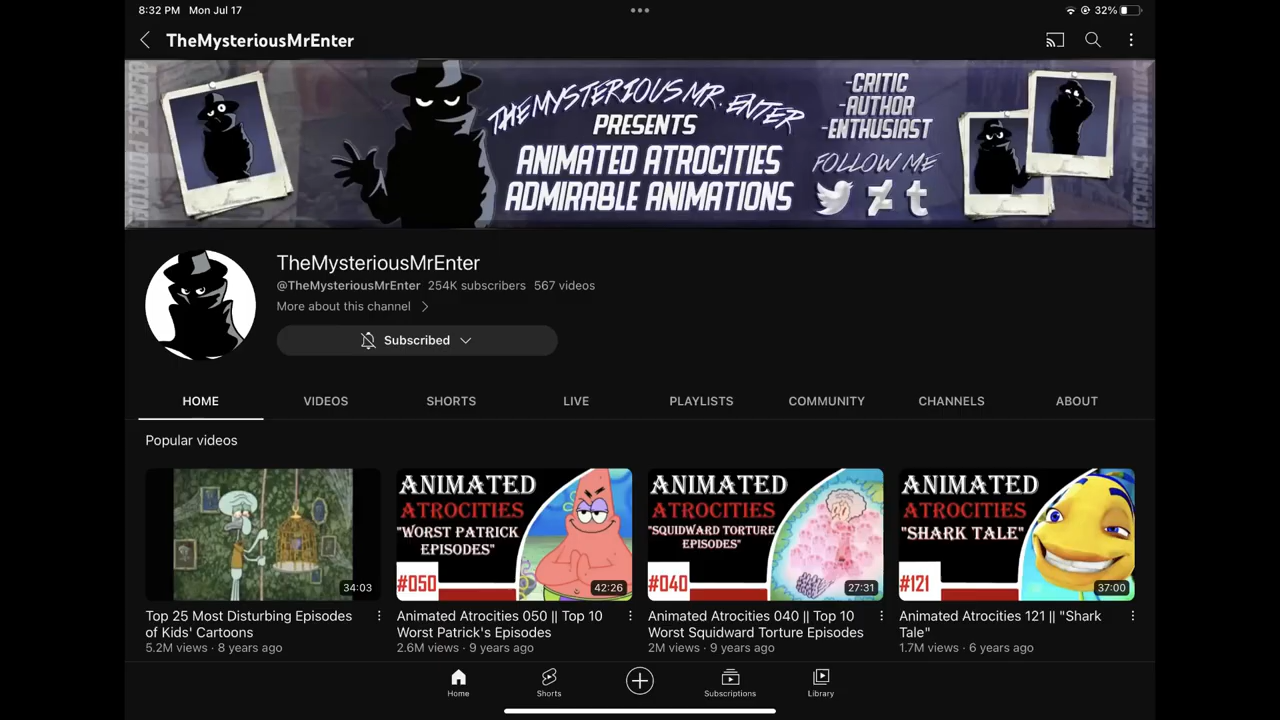 8:32 PM Mon Jul 17
32%
TheMysteriousMrEnter
BECAUSE POTATOES
THE MYSTERIOUS MR. ENTER
PRESENTS
ANIMATED ATROCITIES
ADMIRABLE ANIMATIONS
-CRITIC
-AUTHOR
-ENTHUSIAST
FOLLOW ME
BECAUSE POTATOES
TheMysteriousMrEnter
@TheMysteriousMrEnter 254K subscribers 567 videos
More about this channel
Subscribed
HOME VIDEOS SHORTS LIVE PLAYLISTS COMMUNITY CHANNELS ABOUT
Popular videos
34:03
Top 25 Most Disturbing Episodes
of Kids' Cartoons
5.2M views · 8 years ago
ANIMATED
ATROCITIES
"WORST PATRICK
EPISODES"
#050
42:26
Animated Atrocities 050 || Top 10
Worst Patrick's Episodes
2.6M views · 9 years ago
ANIMATED
ATROCITIES
"SQUIDWARD TORTURE
EPISODES"
#040
27:31
Animated Atrocities 040 || Top 10
Worst Squidward Torture Episodes
2M views · 9 years ago
ANIMATED
ATROCITIES
"SHARK TALE"
#121
37:00
Animated Atrocities 121 || "Shark
Tale"
1.7M views · 6 years ago
Home Shorts Subscriptions Library